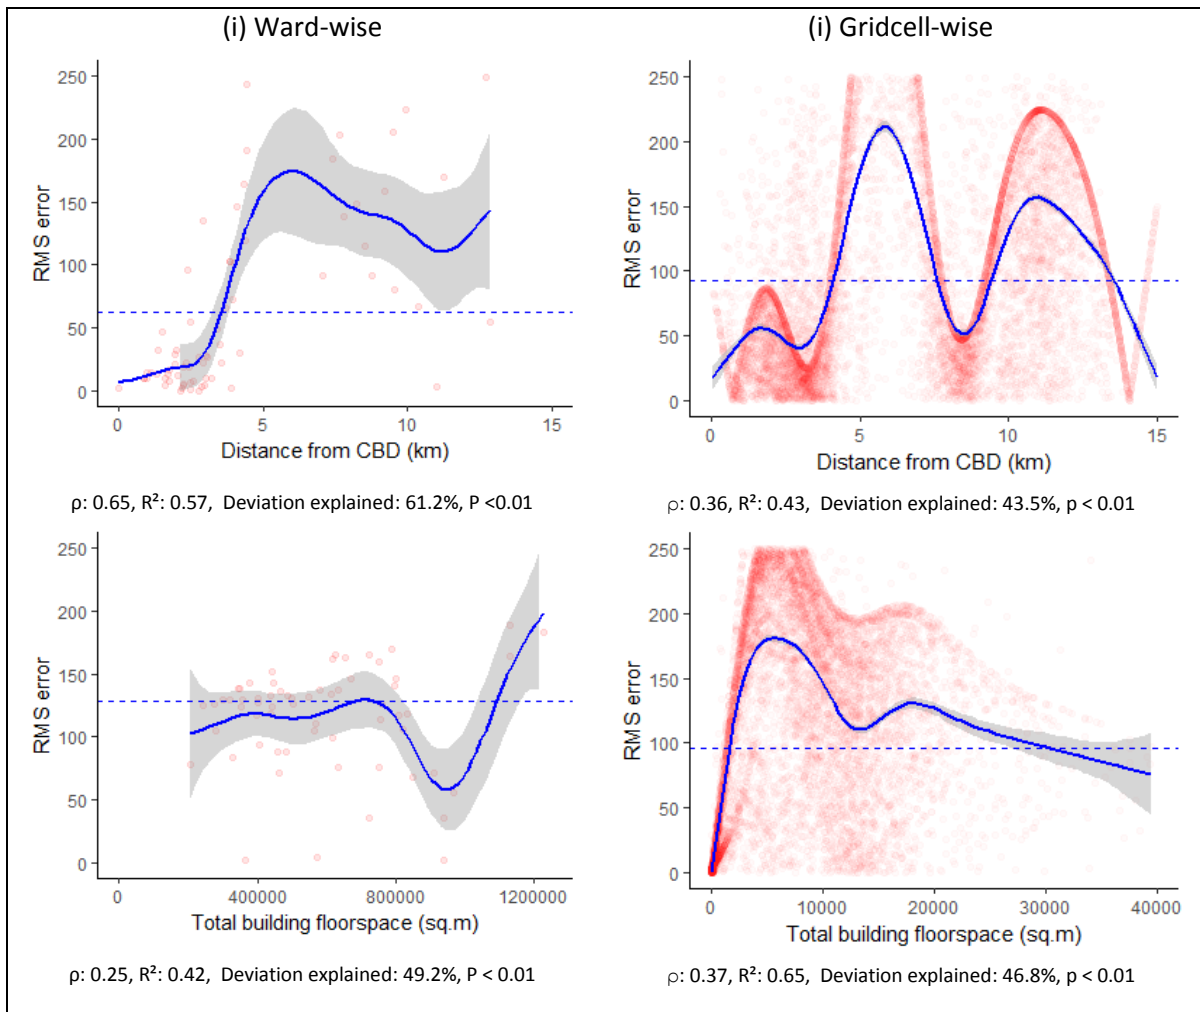 (i) Ward-wise
(i) Gridcell-wise
250
200
150
100
50
0
RMS error
0
5
10
15
Distance from CBD (km)
ρ: 0.65, R²: 0.57, Deviation explained: 61.2%, P <0.01
250
200
150
100
50
0
RMS error
0
5
10
15
Distance from CBD (km)
ρ: 0.36, R²: 0.43, Deviation explained: 43.5%, p < 0.01
250
200
150
100
50
0
RMS error
0
400000
800000
1200000
Total building floorspace (sq.m)
ρ: 0.25, R²: 0.42, Deviation explained: 49.2%, P < 0.01
250
200
150
100
50
0
RMS error
0
10000
20000
30000
40000
Total building floorspace (sq.m)
ρ: 0.37, R²: 0.65, Deviation explained: 46.8%, p < 0.01